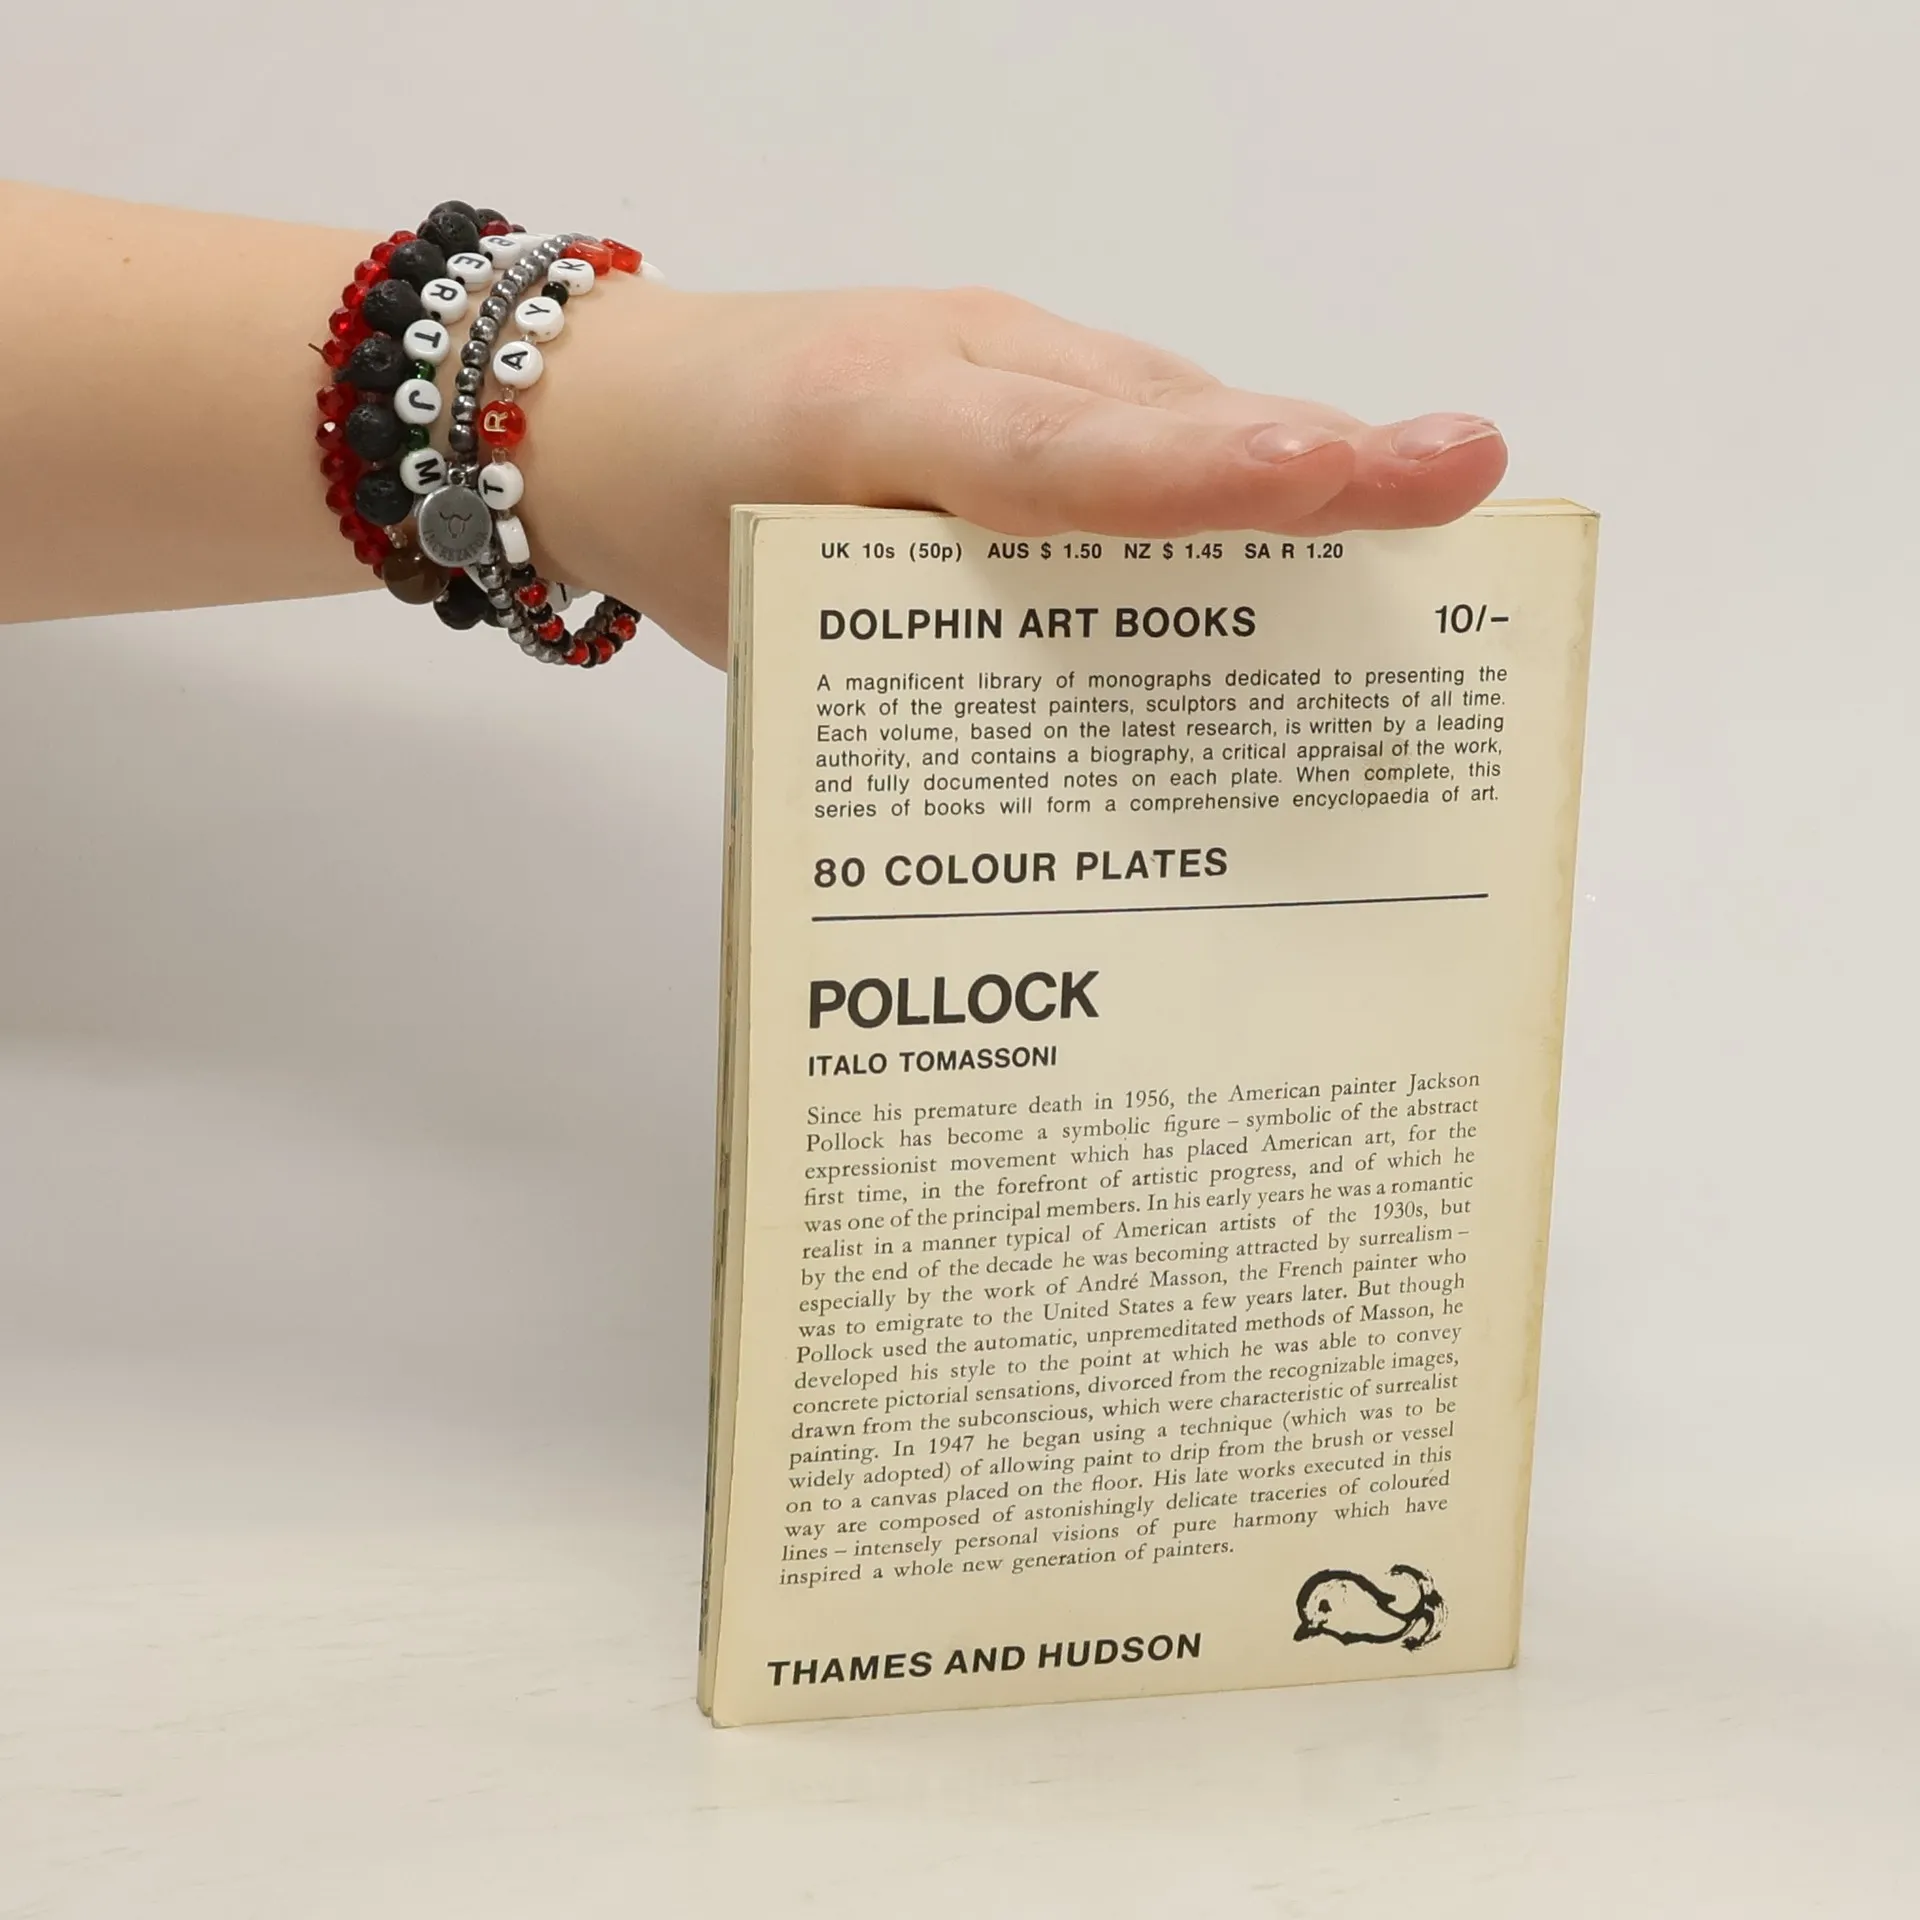 B
E
R
T
J
M
K
Y
A
R
T
UK 10s (50p) AUS $ 1.50 NZ $ 1.45 SA R 1.20
DOLPHIN ART BOOKS 10/–
A magnificent library of monographs dedicated to presenting the
work of the greatest painters, sculptors and architects of all time.
Each volume, based on the latest research, is written by a leading
authority, and contains a biography, a critical appraisal of the work,
and fully documented notes on each plate. When complete, this
series of books will form a comprehensive encyclopaedia of art.
80 COLOUR PLATES
POLLOCK
ITALO TOMASSONI
Since his premature death in 1956, the American painter Jackson
Pollock has become a symbolic figure – symbolic of the abstract
expressionist movement which has placed American art, for the
first time, in the forefront of artistic progress, and of which he
was one of the principal members. In his early years he was a romantic
realist in a manner typical of American artists of the 1930s, but
by the end of the decade he was becoming attracted by surrealism –
especially by the work of André Masson, the French painter who
was to emigrate to the United States a few years later. But though
Pollock used the automatic, unpremeditated methods of Masson, he
developed his style to the point at which he was able to convey
concrete pictorial sensations, divorced from the recognizable images,
drawn from the subconscious, which were characteristic of surrealist
painting. In 1947 he began using a technique (which was to be
widely adopted) of allowing paint to drip from the brush or vessel
on to a canvas placed on the floor. His late works executed in this
way are composed of astonishingly delicate traceries of coloured
lines – intensely personal visions of pure harmony which have
inspired a whole new generation of painters.
THAMES AND HUDSON